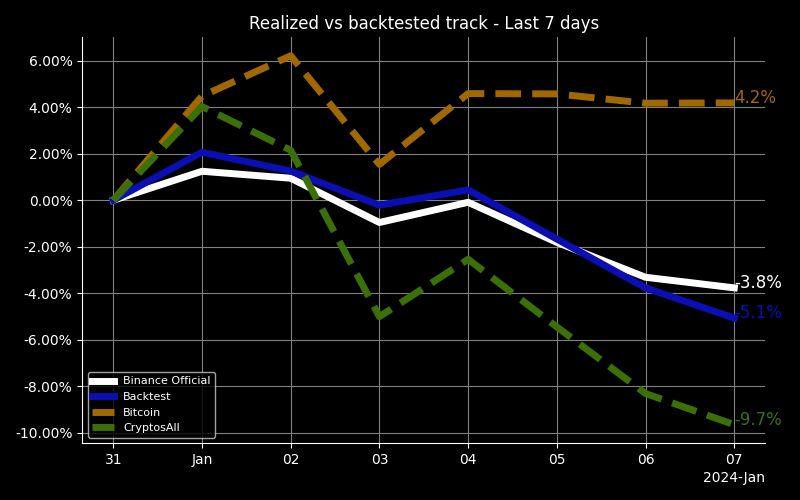 Realized vs backtested track - Last 7 days
6.00%
4.00%
2.00%
0.00%
-2.00%
-4.00%
-6.00%
-8.00%
-10.00%
4.2%
-3.8%
-5.1%
-9.7%
Binance Official
Backtest
Bitcoin
CryptosAll
31 Jan 02 03 04 05 06 07
2024-Jan